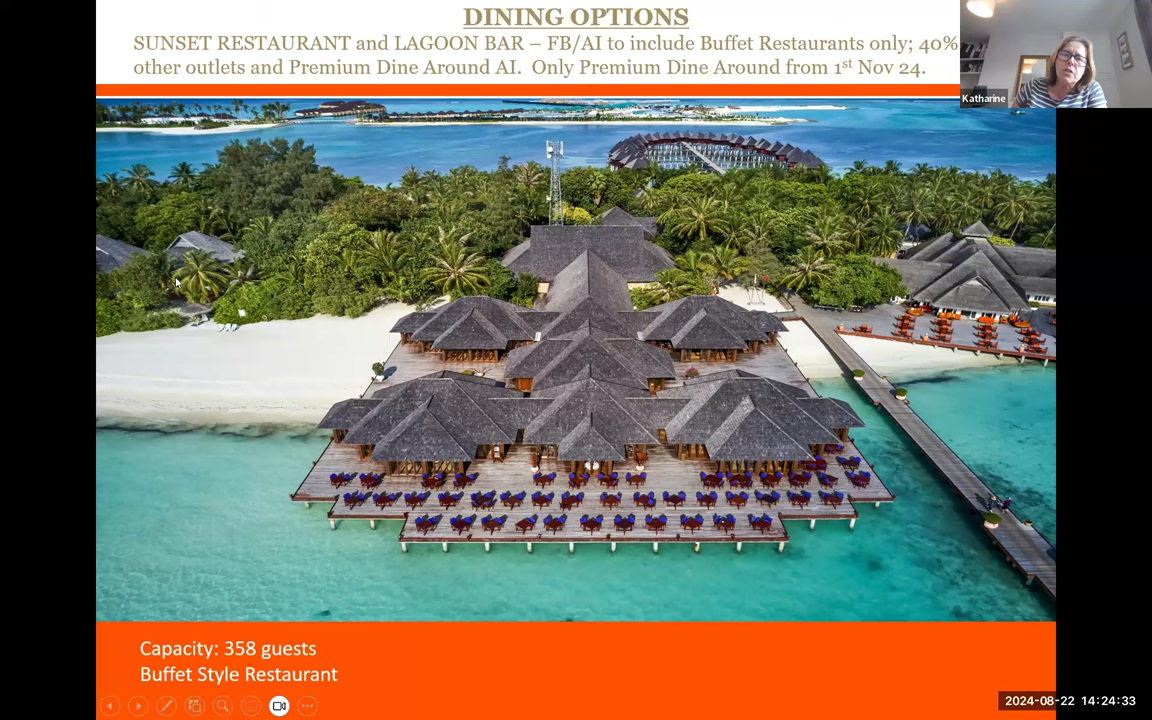 DINING OPTIONS
SUNSET RESTAURANT and LAGOON BAR – FB/AI to include Buffet Restaurants only; 40%
other outlets and Premium Dine Around AI. Only Premium Dine Around from 1st Nov 24.
Katharine
Capacity: 358 guests
Buffet Style Restaurant
2024-08-22 14:24:33